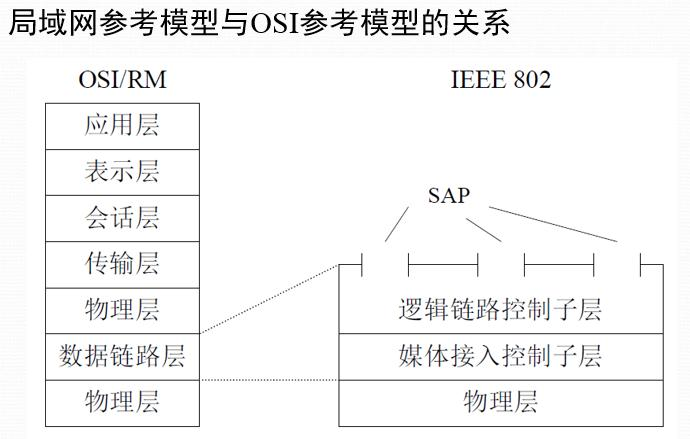 局域网参考模型与OSI参考模型的关系
OSI/RM
IEEE 802
应用层
表示层
会话层
传输层
物理层
数据链路层
物理层
SAP
逻辑链路控制子层
媒体接入控制子层
物理层